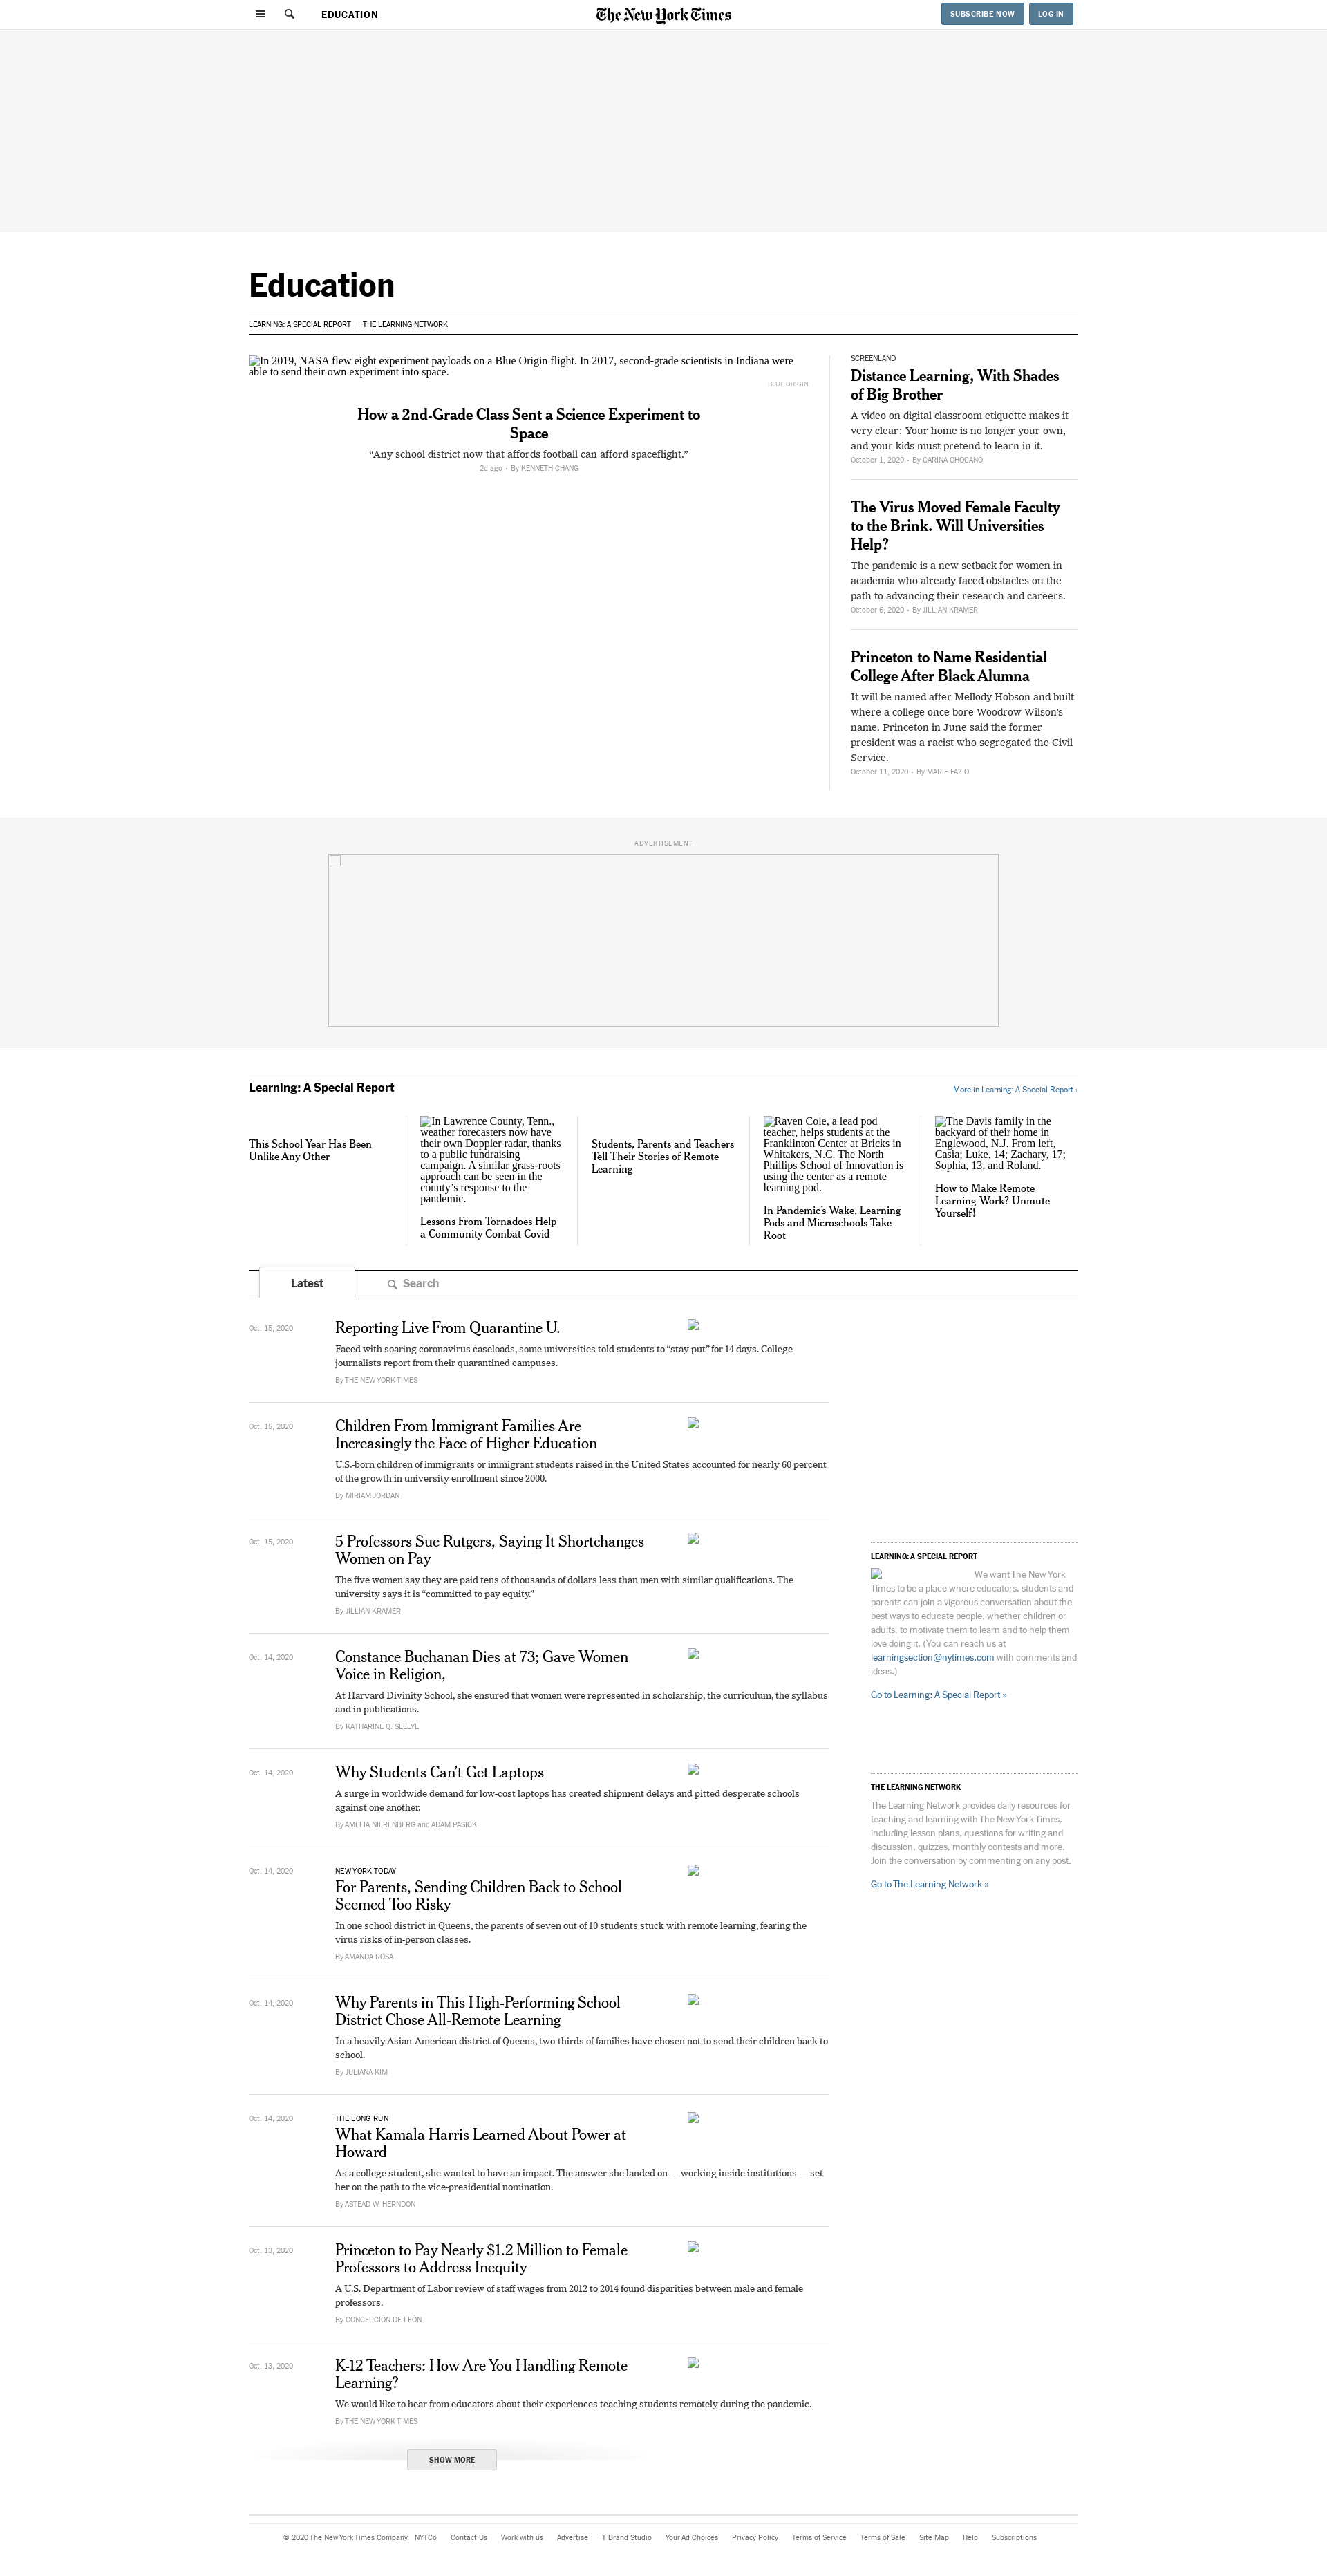 EDUCATION
The New York Times
SUBSCRIBE NOW
LOG IN
Education
LEARNING: A SPECIAL REPORT
THE LEARNING NETWORK
In 2019, NASA flew eight experiment payloads on a Blue Origin flight. In 2017, second-grade scientists in Indiana were
able to send their own experiment into space.
BLUE ORIGIN
How a 2nd-Grade Class Sent a Science Experiment to
Space
“Any school district now that affords football can afford spaceflight.”
2d ago • By KENNETH CHANG
SCREENLAND
Distance Learning, With Shades
of Big Brother
A video on digital classroom etiquette makes it
very clear: Your home is no longer your own,
and your kids must pretend to learn in it.
October 1, 2020 • By CARINA CHOCANO
The Virus Moved Female Faculty
to the Brink. Will Universities
Help?
The pandemic is a new setback for women in
academia who already faced obstacles on the
path to advancing their research and careers.
October 6, 2020 • By JILLIAN KRAMER
Princeton to Name Residential
College After Black Alumna
It will be named after Mellody Hobson and built
where a college once bore Woodrow Wilson’s
name. Princeton in June said the former
president was a racist who segregated the Civil
Service.
October 11, 2020 • By MARIE FAZIO
ADVERTISEMENT
Learning: A Special Report
More in Learning: A Special Report ›
This School Year Has Been
Unlike Any Other
In Lawrence County, Tenn.,
weather forecasters now have
their own Doppler radar, thanks
to a public fundraising
campaign. A similar grass-roots
approach can be seen in the
county’s response to the
pandemic.
Lessons From Tornadoes Help
a Community Combat Covid
Students, Parents and Teachers
Tell Their Stories of Remote
Learning
Raven Cole, a lead pod
teacher, helps students at the
Franklinton Center at Bricks in
Whitakers, N.C. The North
Phillips School of Innovation is
using the center as a remote
learning pod.
In Pandemic’s Wake, Learning
Pods and Microschools Take
Root
The Davis family in the
backyard of their home in
Englewood, N.J. From left,
Casia; Luke, 14; Zachary, 17;
Sophia, 13, and Roland.
How to Make Remote
Learning Work? Unmute
Yourself!
Latest
Search
Oct. 15, 2020
Reporting Live From Quarantine U.
Faced with soaring coronavirus caseloads, some universities told students to “stay put” for 14 days. College
journalists report from their quarantined campuses.
By THE NEW YORK TIMES
Oct. 15, 2020
Children From Immigrant Families Are
Increasingly the Face of Higher Education
U.S.-born children of immigrants or immigrant students raised in the United States accounted for nearly 60 percent
of the growth in university enrollment since 2000.
By MIRIAM JORDAN
Oct. 15, 2020
5 Professors Sue Rutgers, Saying It Shortchanges
Women on Pay
The five women say they are paid tens of thousands of dollars less than men with similar qualifications. The
university says it is “committed to pay equity.”
By JILLIAN KRAMER
Oct. 14, 2020
Constance Buchanan Dies at 73; Gave Women
Voice in Religion,
At Harvard Divinity School, she ensured that women were represented in scholarship, the curriculum, the syllabus
and in publications.
By KATHARINE Q. SEELYE
Oct. 14, 2020
Why Students Can’t Get Laptops
A surge in worldwide demand for low-cost laptops has created shipment delays and pitted desperate schools
against one another.
By AMELIA NIERENBERG and ADAM PASICK
Oct. 14, 2020
NEW YORK TODAY
For Parents, Sending Children Back to School
Seemed Too Risky
In one school district in Queens, the parents of seven out of 10 students stuck with remote learning, fearing the
virus risks of in-person classes.
By AMANDA ROSA
Oct. 14, 2020
Why Parents in This High-Performing School
District Chose All-Remote Learning
In a heavily Asian-American district of Queens, two-thirds of families have chosen not to send their children back to
school.
By JULIANA KIM
Oct. 14, 2020
THE LONG RUN
What Kamala Harris Learned About Power at
Howard
As a college student, she wanted to have an impact. The answer she landed on — working inside institutions — set
her on the path to the vice-presidential nomination.
By ASTEAD W. HERNDON
Oct. 13, 2020
Princeton to Pay Nearly $1.2 Million to Female
Professors to Address Inequity
A U.S. Department of Labor review of staff wages from 2012 to 2014 found disparities between male and female
professors.
By CONCEPCIÓN DE LEÓN
Oct. 13, 2020
K-12 Teachers: How Are You Handling Remote
Learning?
We would like to hear from educators about their experiences teaching students remotely during the pandemic.
By THE NEW YORK TIMES
SHOW MORE
LEARNING: A SPECIAL REPORT
We want The New York
Times to be a place where educators, students and
parents can join a vigorous conversation about the
best ways to educate people, whether children or
adults, to motivate them to learn and to help them
love doing it. (You can reach us at
learningsection@nytimes.com with comments and
ideas.)
Go to Learning: A Special Report »
THE LEARNING NETWORK
The Learning Network provides daily resources for
teaching and learning with The New York Times,
including lesson plans, questions for writing and
discussion, quizzes, monthly contests and more.
Join the conversation by commenting on any post.
Go to The Learning Network »
© 2020 The New York Times Company NYTCo Contact Us Work with us Advertise T Brand Studio Your Ad Choices Privacy Policy Terms of Service Terms of Sale Site Map Help Subscriptions